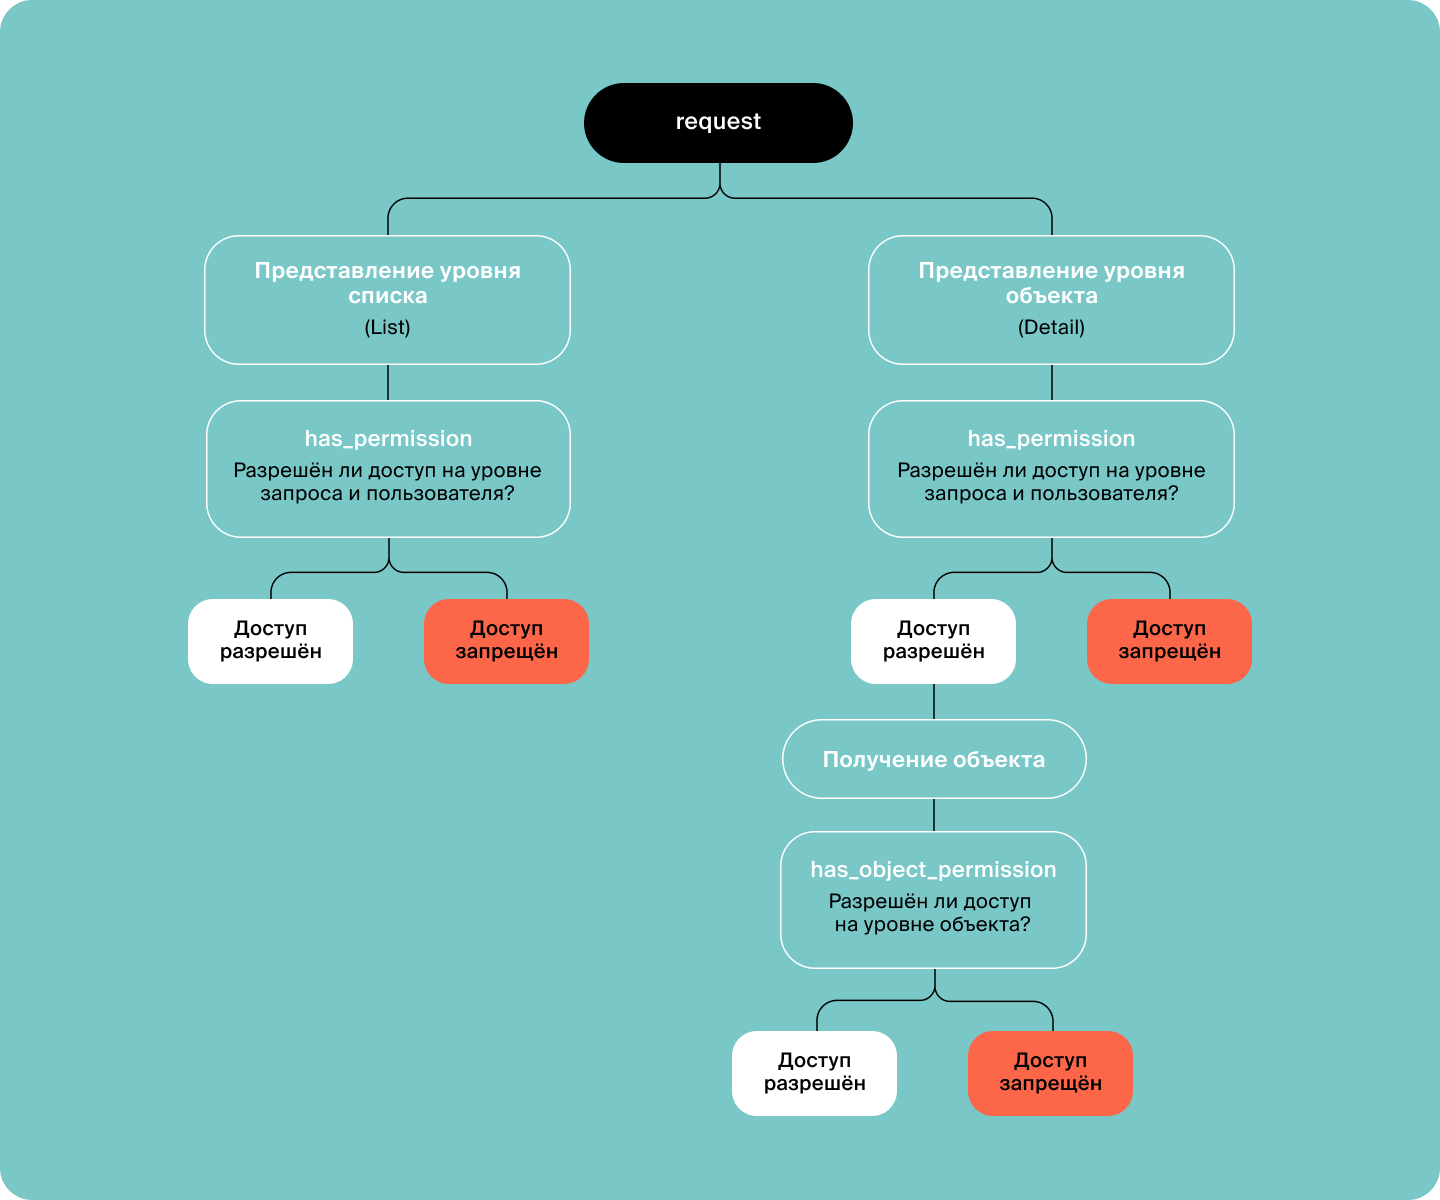 request
Представление уровня
списка
(List)
Представление уровня
объекта
(Detail)
has_permission
Разрешён ли доступ на уровне
запроса и пользователя?
has_permission
Разрешён ли доступ на уровне
запроса и пользователя?
Доступ
разрешён
Доступ
запрещён
Доступ
разрешён
Доступ
запрещён
Получение объекта
has_object_permission
Разрешён ли доступ
на уровне объекта?
Доступ
разрешён
Доступ
запрещён